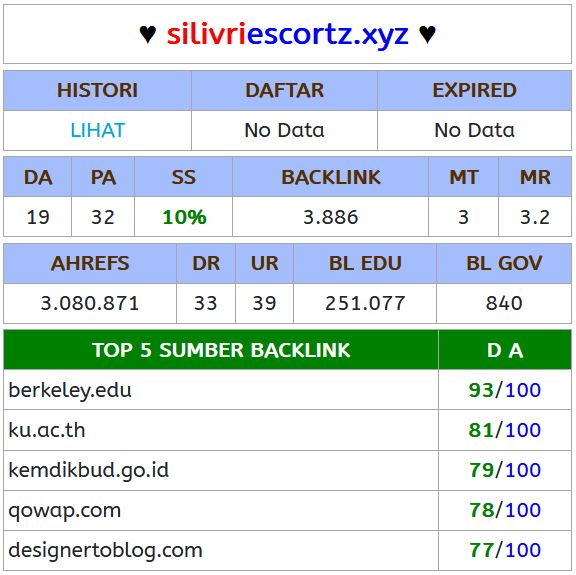 ♥ silivriescortz.xyz ♥
HISTORI DAFTAR EXPIRED
LIHAT No Data No Data
DA PA SS BACKLINK MT MR
19 32 10% 3.886 3 3.2
AHREFS DR UR BL EDU BL GOV
3.080.871 33 39 251.077 840
TOP 5 SUMBER BACKLINK D A
berkeley.edu 93/100
ku.ac.th 81/100
kemdikbud.go.id 79/100
qowap.com 78/100
designertoblog.com 77/100